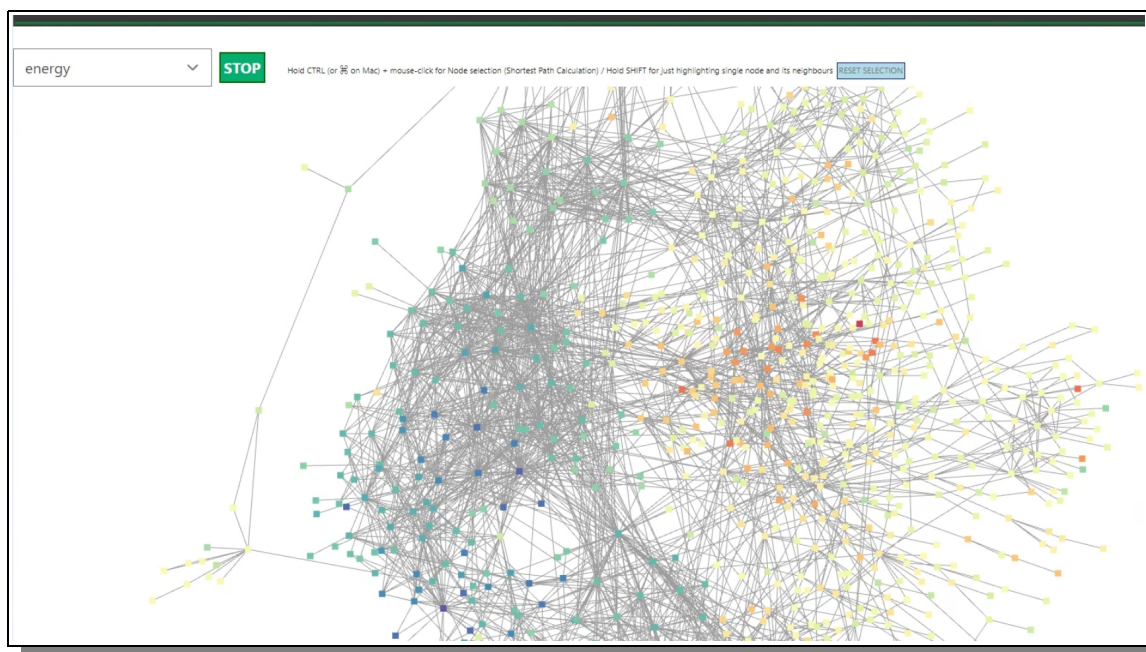 energy
STOP
Hold CTRL (or ⌘ on Mac) + mouse-click for Node selection (Shortest Path Calculation) / Hold SHIFT for just highlighting single node and its neighbours
RESET SELECTION